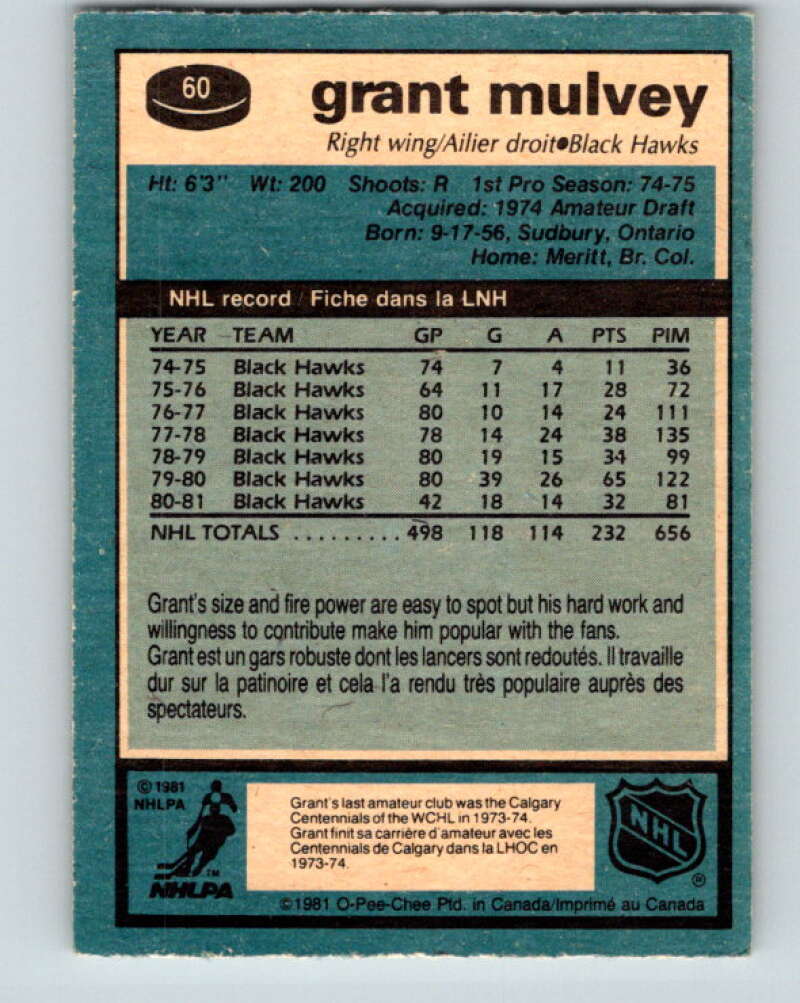 60
grant mulvey
Right wing/Ailier droit●Black Hawks
Ht: 6'3" Wt: 200 Shoots: R 1st Pro Season: 74-75
Acquired: 1974 Amateur Draft
Born: 9-17-56, Sudbury, Ontario
Home: Meritt, Br. Col.
NHL record / Fiche dans la LNH
YEAR TEAM GP G A PTS PIM
74-75 Black Hawks 74 7 4 11 36
75-76 Black Hawks 64 11 17 28 72
76-77 Black Hawks 80 10 14 24 111
77-78 Black Hawks 78 14 24 38 135
78-79 Black Hawks 80 19 15 34 99
79-80 Black Hawks 80 39 26 65 122
80-81 Black Hawks 42 18 14 32 81
NHL TOTALS ......... 498 118 114 232 656
Grant's size and fire power are easy to spot but his hard work and
willingness to contribute make him popular with the fans.
Grant est un gars robuste dont les lancers sont redoutés. Il travaille
dur sur la patinoire et cela l'a rendu très populaire auprès des
spectateurs.
© 1981
NHLPA
TM
NHLPA
Grant's last amateur club was the Calgary
Centennials of the WCHL in 1973-74.
Grant finit sa carrière d'amateur avec les
Centennials de Calgary dans la LHOC en
1973-74.
NHL
®
©1981 O-Pee-Chee Ptd. in Canada/Imprimé au Canada